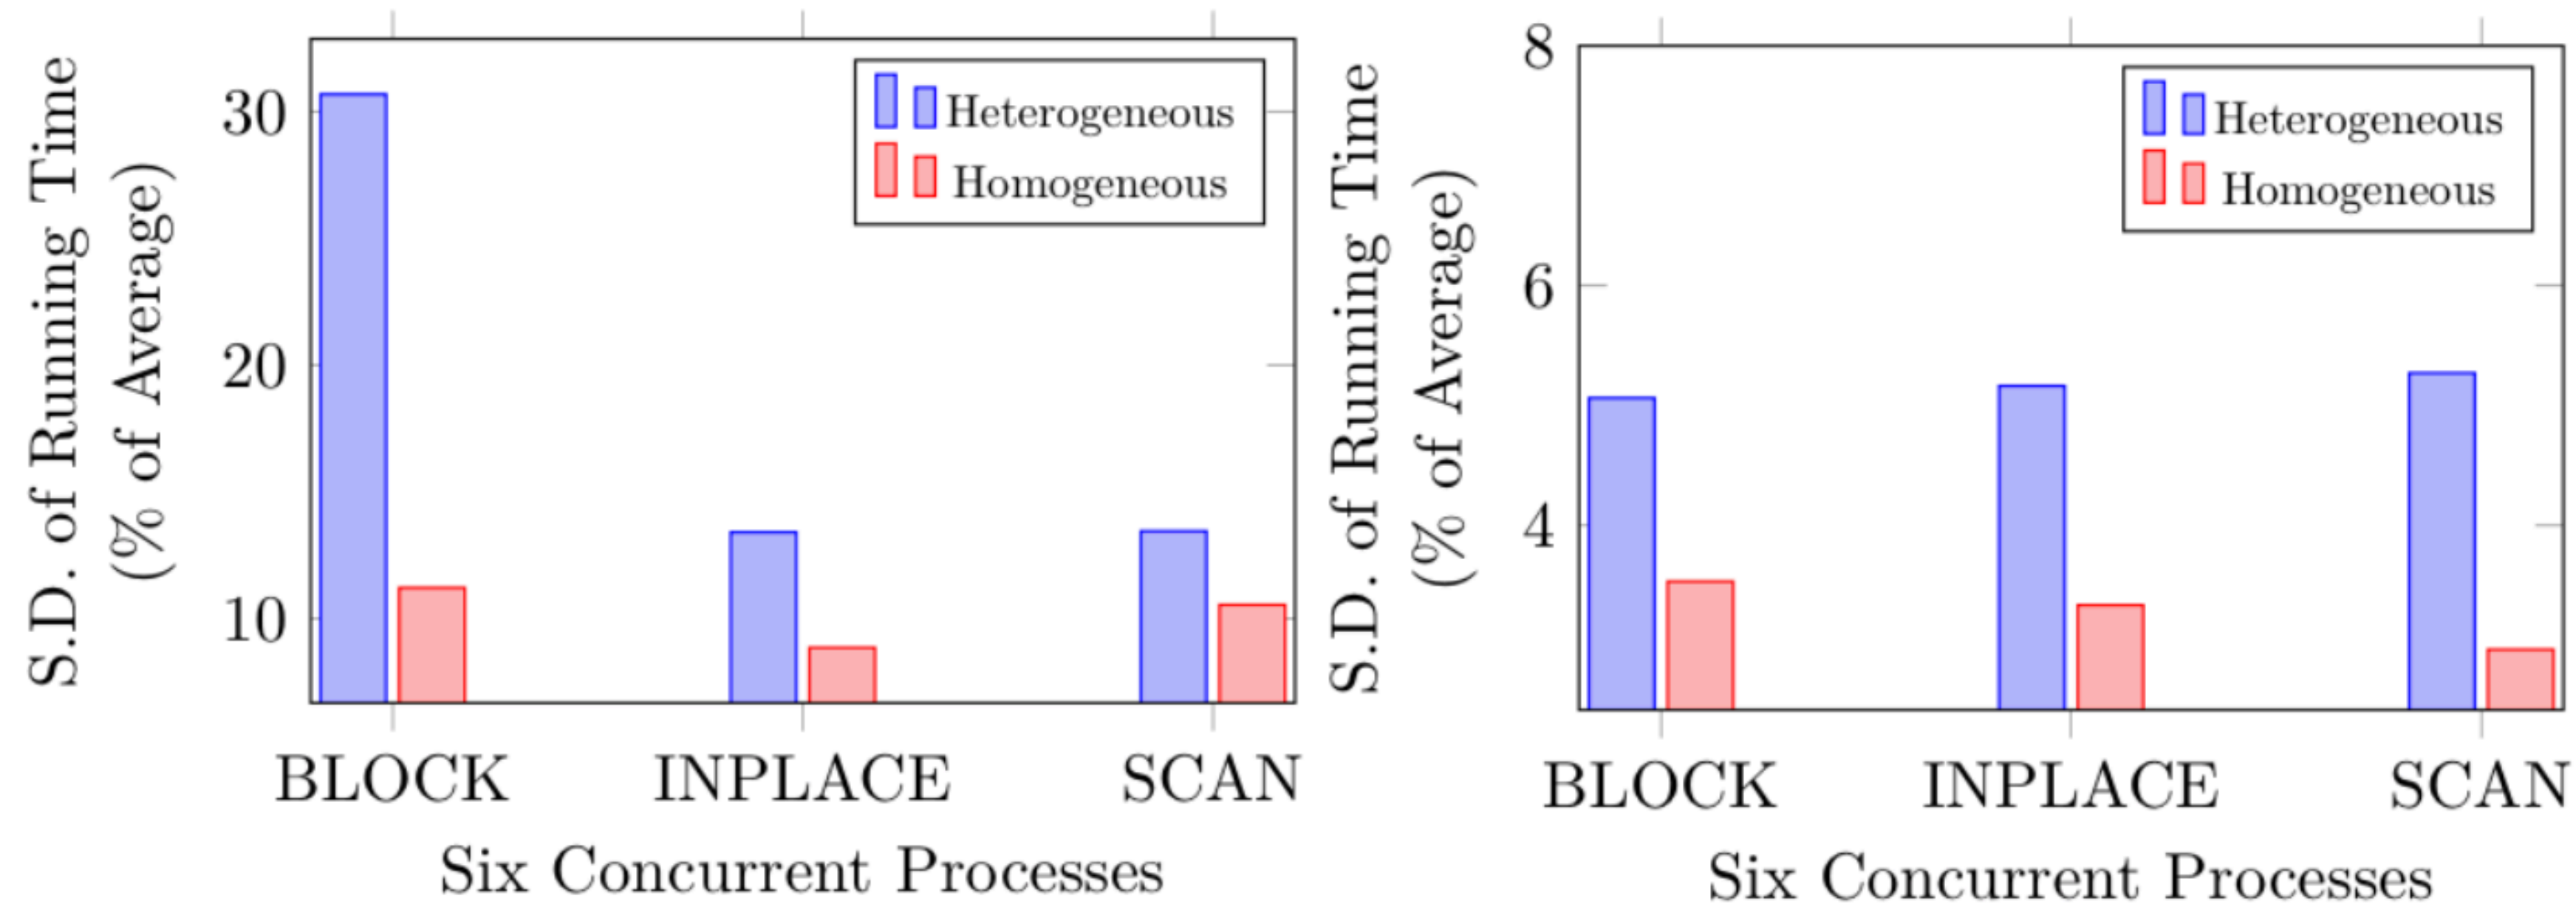 S.D. of Running Time
(% of Average)
30
20
10
Heterogeneous
Homogeneous
BLOCK INPLACE SCAN
Six Concurrent Processes
S.D. of Running Time
(% of Average)
8
6
4
Heterogeneous
Homogeneous
BLOCK INPLACE SCAN
Six Concurrent Processes